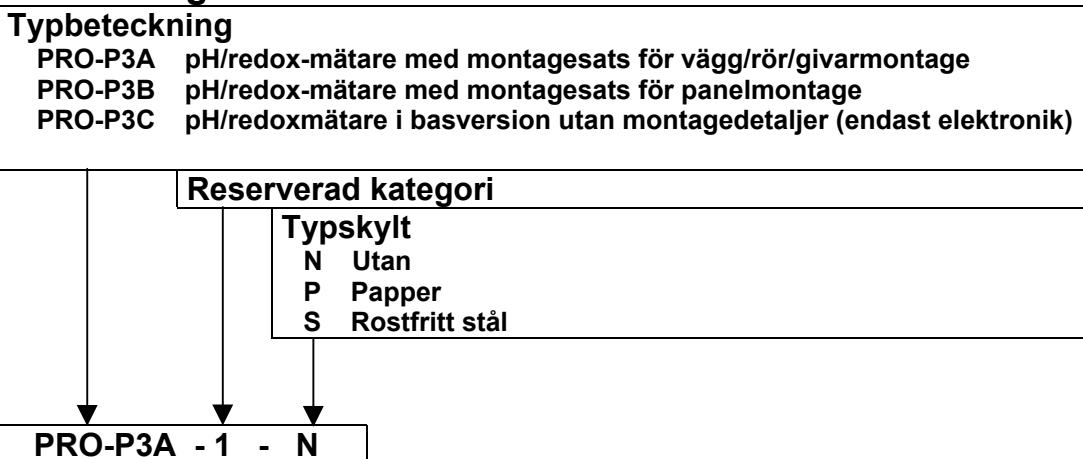 Typbeteckning
PRO-P3A pH/redox-mätare med montagesats för vägg/rör/givarmontage
PRO-P3B pH/redox-mätare med montagesats för panelmontage
PRO-P3C pH/redoxmätare i basversion utan montagedetaljer (endast elektronik)
Reserverad kategori
Typskylt
N Utan
P Papper
S Rostfritt stål
PRO-P3A - 1 - N